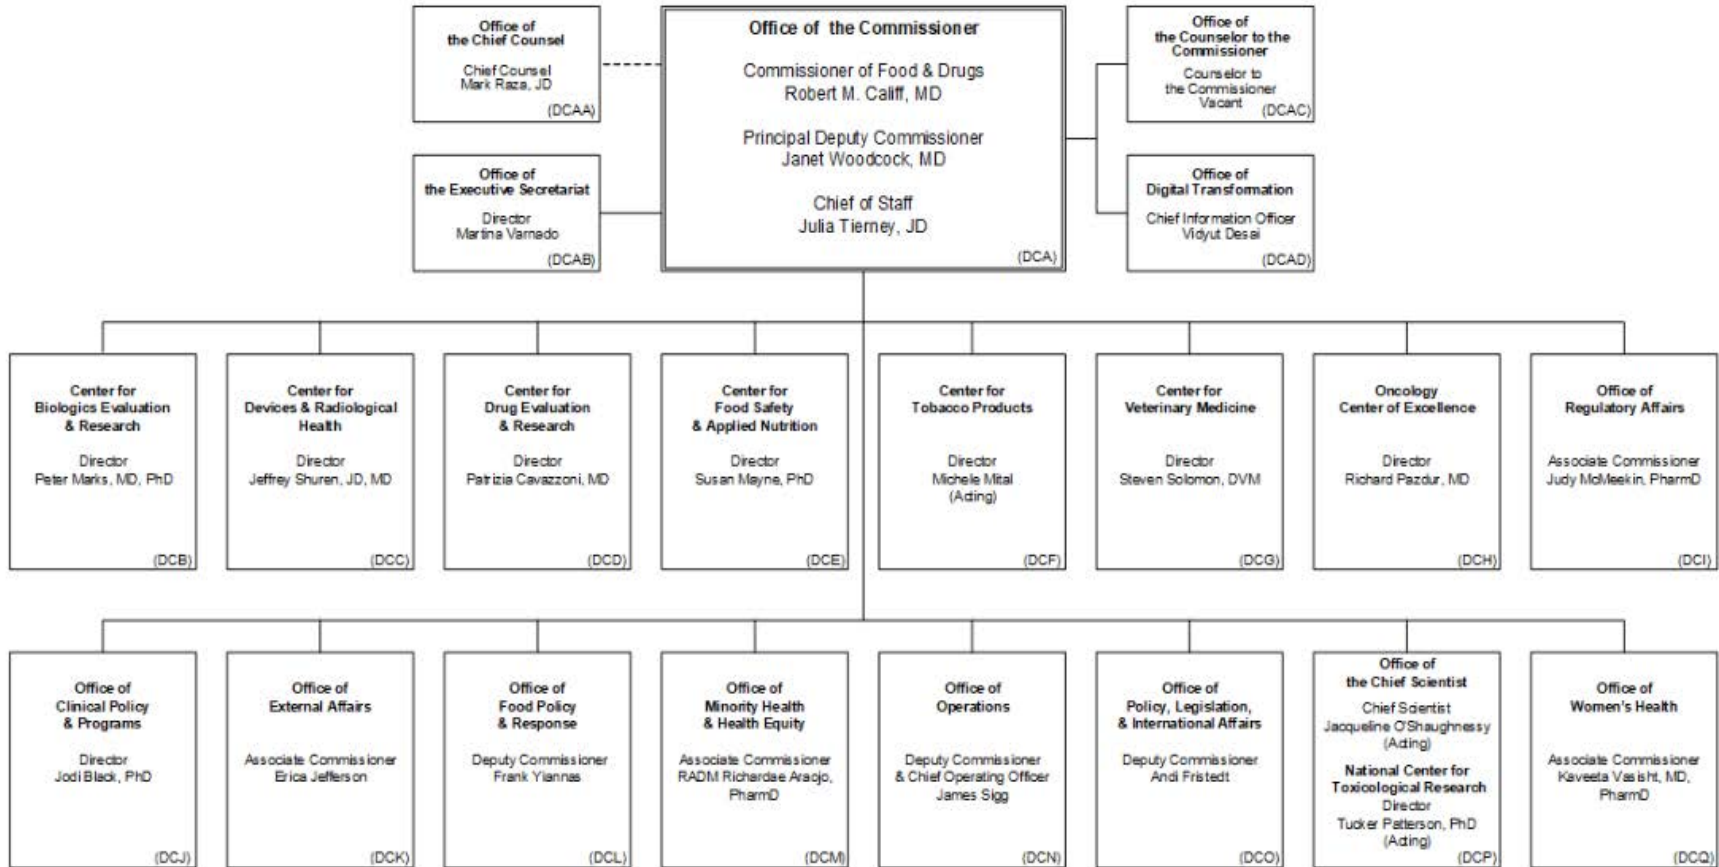 Office of
the Chief Counsel
Chief Counsel
Mark Raza, JD
(DCAA)
Office of the Commissioner
Commissioner of Food & Drugs
Robert M. Califf, MD
Principal Deputy Commissioner
Janet Woodcock, MD
Chief of Staff
Julia Tierney, JD
(DCA)
Office of
the Counselor to the
Commissioner
Counselor to
the Commissioner
Vacant
(DCAC)
Office of
the Executive Secretariat
Director
Martina Varnado
(DCAB)
Office of
Digital Transformation
Chief Information Officer
Vidyut Desai
(DCAD)
Center for
Biologics Evaluation
& Research
Director
Peter Marks, MD, PhD
(DCB)
Center for
Devices & Radiological
Health
Director
Jeffrey Shuren, JD, MD
(DCC)
Center for
Drug Evaluation
& Research
Director
Patrizia Cavazzoni, MD
(DCD)
Center for
Food Safety
& Applied Nutrition
Director
Susan Mayne, PhD
(DCE)
Center for
Tobacco Products
Director
Michele Mital
(Acting)
(DCF)
Center for
Veterinary Medicine
Director
Steven Solomon, DVM
(DCG)
Oncology
Center of Excellence
Director
Richard Pazdur, MD
(DCH)
Office of
Regulatory Affairs
Associate Commissioner
Judy McMeekin, PharmD
(DCI)
Office of
Clinical Policy
& Programs
Director
Jodi Black, PhD
(DCJ)
Office of
External Affairs
Associate Commissioner
Erica Jefferson
(DCK)
Office of
Food Policy
& Response
Deputy Commissioner
Frank Yiannas
(DCL)
Office of
Minority Health
& Health Equity
Associate Commissioner
RADM Richardae Araojo,
PharmD
(DCM)
Office of
Operations
Deputy Commissioner
& Chief Operating Officer
James Sigg
(DCN)
Office of
Policy, Legislation,
& International Affairs
Deputy Commissioner
Andi Fristedt
(DCO)
Office of
the Chief Scientist
Chief Scientist
Jacqueline O'Shaughnessy
(Acting)
National Center for
Toxicological Research
Director
Tucker Patterson, PhD
(Acting)
(DCP)
Office of
Women's Health
Associate Commissioner
Kaveeta Vasisht, MD,
PharmD
(DCQ)